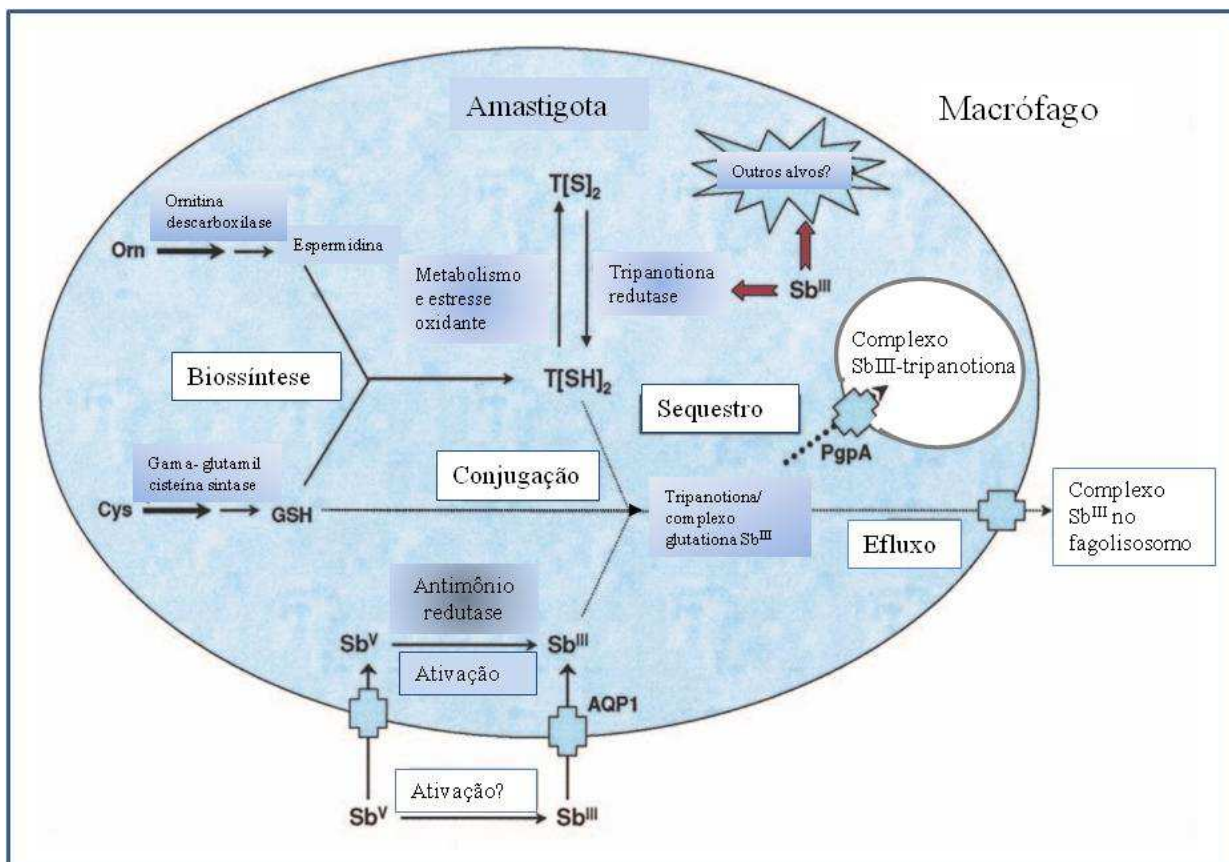 Amastigota
Macrófago
Outros alvos?
T[S]₂
Ornitina
descarboxilase
Orn
Espermidina
Metabolismo
e estresse
oxidante
Tripanotiona
redutase
Sbᴵᴵᴵ
Complexo
SbIII-tripanotiona
Biossíntese
T[SH]₂
Sequestro
PgpA
Gama- glutamil
cisteína sintase
Cys
GSH
Conjugação
Tripanotiona/
complexo
glutationa Sbᴵᴵᴵ
Efluxo
Complexo
Sbᴵᴵᴵ no
fagolisosomo
Antimônio
redutase
Sbⱽ
Sbᴵᴵᴵ
Ativação
AQP1
Ativação?
Sbⱽ
Sbᴵᴵᴵ